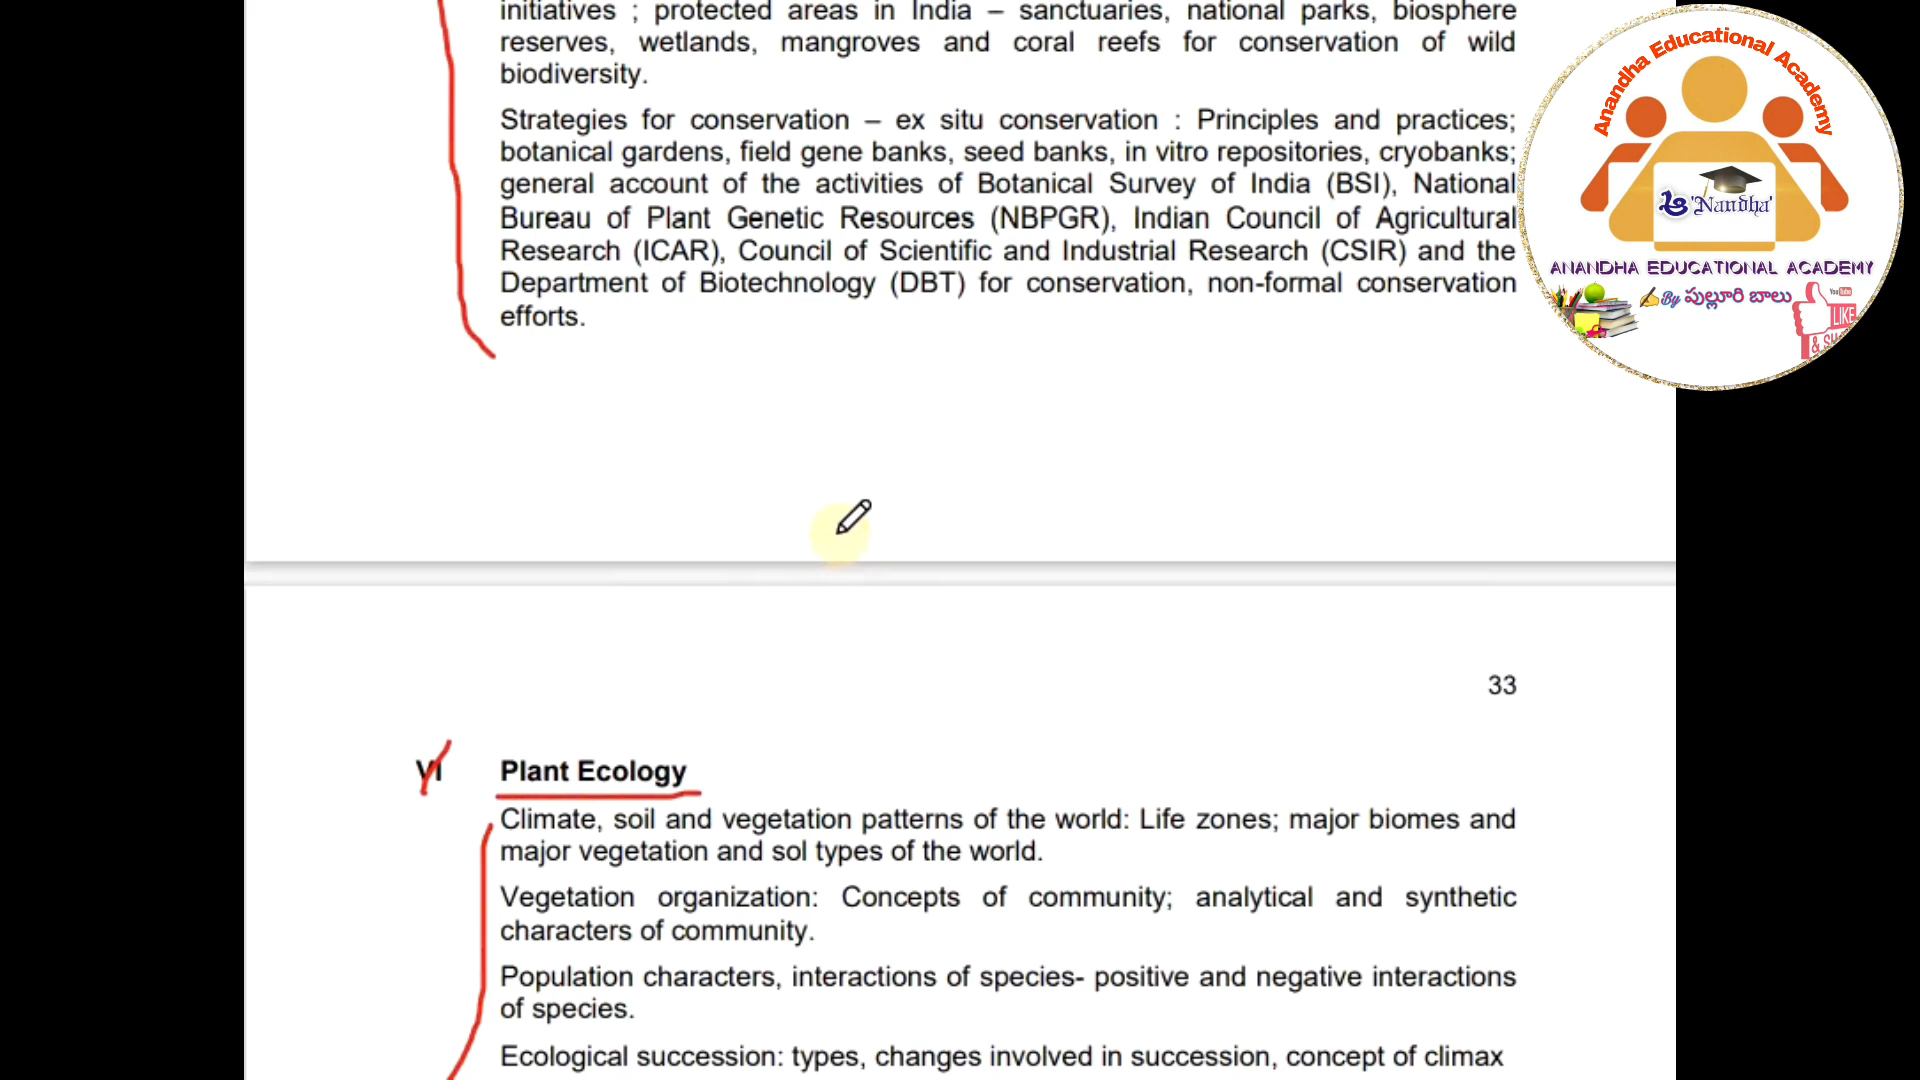 initiatives ; protected areas in India – sanctuaries, national parks, biosphere
reserves, wetlands, mangroves and coral reefs for conservation of wild
biodiversity.
Strategies for conservation – ex situ conservation : Principles and practices;
botanical gardens, field gene banks, seed banks, in vitro repositories, cryobanks;
general account of the activities of Botanical Survey of India (BSI), National
Bureau of Plant Genetic Resources (NBPGR), Indian Council of Agricultural
Research (ICAR), Council of Scientific and Industrial Research (CSIR) and the
Department of Biotechnology (DBT) for conservation, non-formal conservation
efforts.
Anandha Educational Academy
'Nandha'
ANANDHA EDUCATIONAL ACADEMY
By పుల్లూరి బాలు
You Tube
LIKE
33
VI Plant Ecology
Climate, soil and vegetation patterns of the world: Life zones; major biomes and
major vegetation and sol types of the world.
Vegetation organization: Concepts of community; analytical and synthetic
characters of community.
Population characters, interactions of species- positive and negative interactions
of species.
Ecological succession: types, changes involved in succession, concept of climax